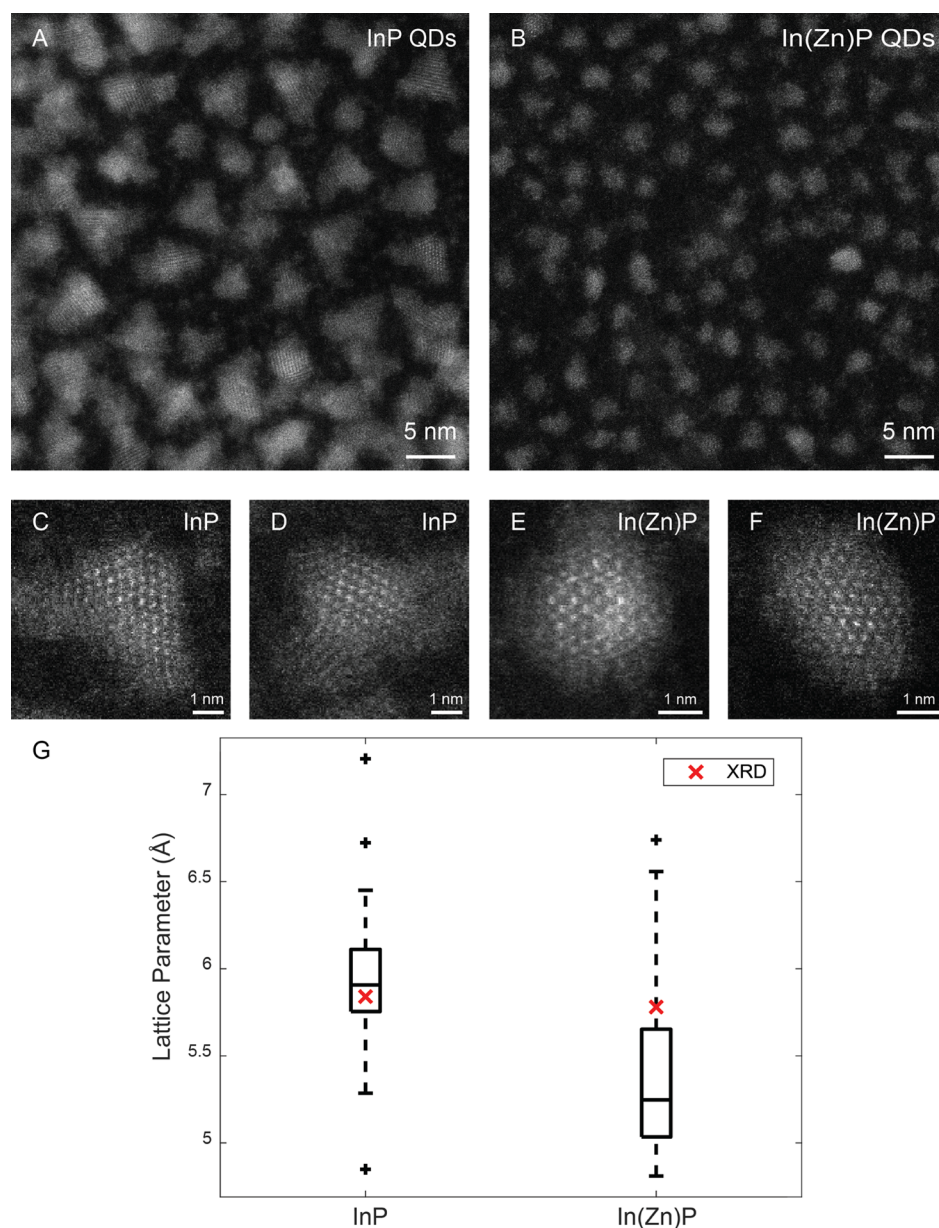 A InP QDs
B In(Zn)P QDs
5 nm
5 nm
C InP
D InP
E In(Zn)P
F In(Zn)P
1 nm
1 nm
1 nm
1 nm
G
XRD
7
6.5
6
5.5
5
Lattice Parameter (Å)
InP
In(Zn)P